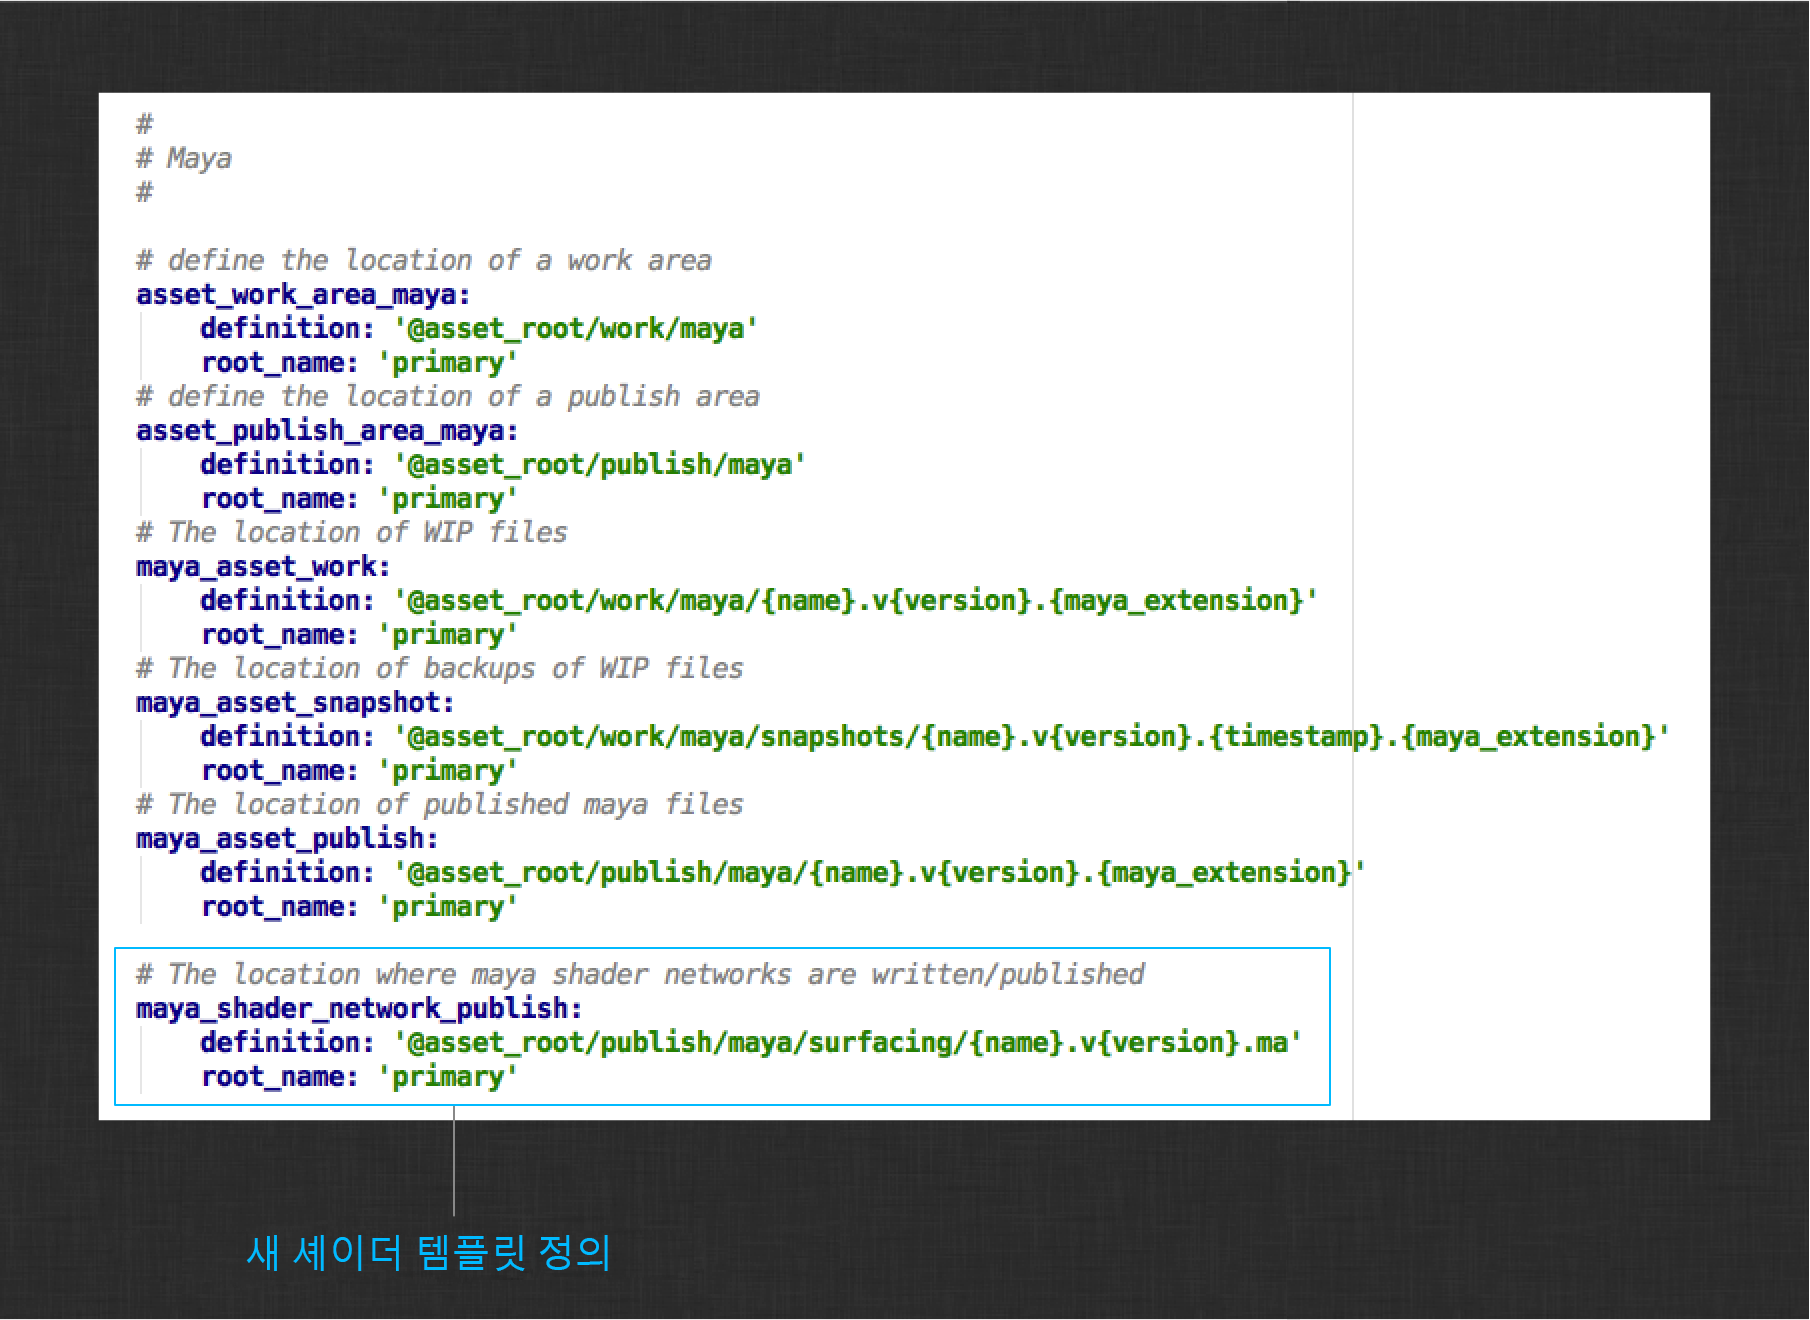 #
# Maya
#
# define the location of a work area
asset_work_area_maya:
    definition: '@asset_root/work/maya'
    root_name: 'primary'
# define the location of a publish area
asset_publish_area_maya:
    definition: '@asset_root/publish/maya'
    root_name: 'primary'
# The location of WIP files
maya_asset_work:
    definition: '@asset_root/work/maya/{name}.v{version}.{maya_extension}'
    root_name: 'primary'
# The location of backups of WIP files
maya_asset_snapshot:
    definition: '@asset_root/work/maya/snapshots/{name}.v{version}.{timestamp}.{maya_extension}'
    root_name: 'primary'
# The location of published maya files
maya_asset_publish:
    definition: '@asset_root/publish/maya/{name}.v{version}.{maya_extension}'
    root_name: 'primary'
# The location where maya shader networks are written/published
maya_shader_network_publish:
    definition: '@asset_root/publish/maya/surfacing/{name}.v{version}.ma'
    root_name: 'primary'
새 셰이더 템플릿 정의